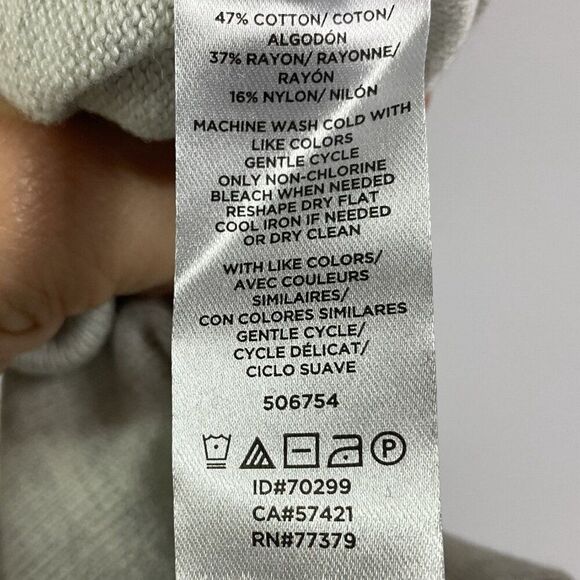 47% COTTON/ COTON/
ALGODÓN
37% RAYON/ RAYONNE/
RAYÓN
16% NYLON/ NILÓN
MACHINE WASH COLD WITH
LIKE COLORS
GENTLE CYCLE
ONLY NON-CHLORINE
BLEACH WHEN NEEDED
RESHAPE DRY FLAT
COOL IRON IF NEEDED
OR DRY CLEAN
WITH LIKE COLORS/
AVEC COULEURS
SIMILAIRES/
CON COLORES SIMILARES
GENTLE CYCLE/
CYCLE DÉLICAT/
CICLO SUAVE
506754
P
ID#70299
CA#57421
RN#77379